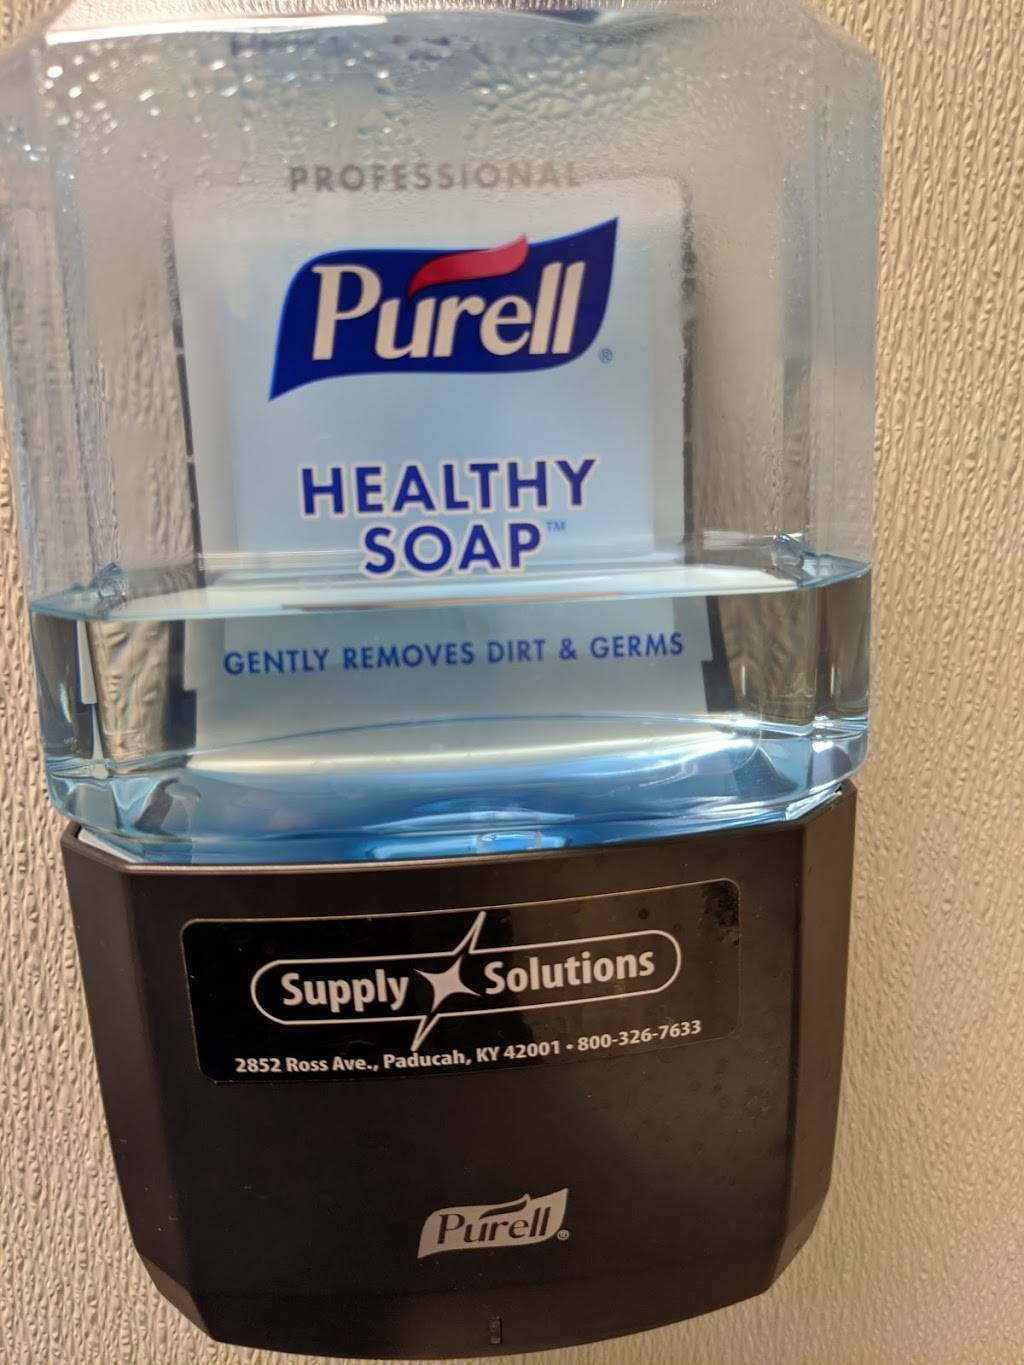 PROFESSIONAL
Purell®
HEALTHY
SOAP™
GENTLY REMOVES DIRT & GERMS
Supply Solutions
2852 Ross Ave., Paducah, KY 42001 • 800-326-7633
Purell®